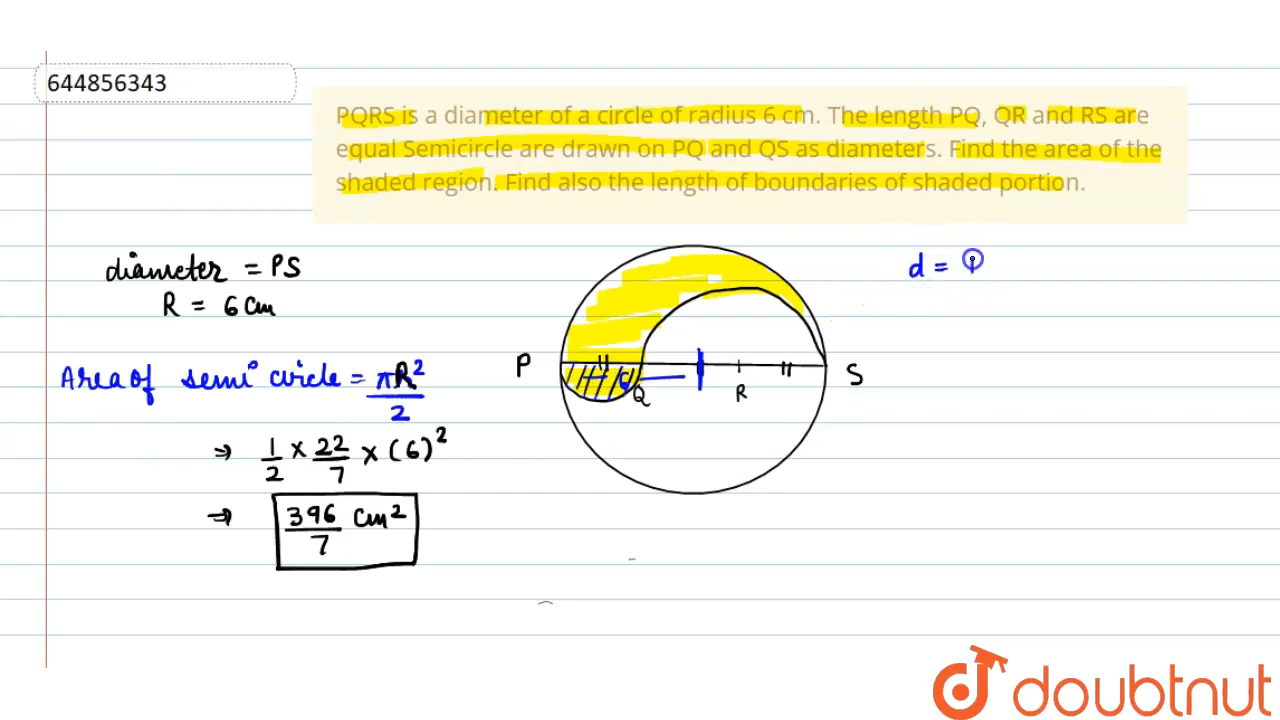 644856343
PQRS is a diameter of a circle of radius 6 cm. The length PQ, QR and RS are
equal Semicircle are drawn on PQ and QS as diameters. Find the area of the
shaded region. Find also the length of boundaries of shaded portion.
diameter = PS
R = 6 cm
Area of semi circle = πR²/2
⇒ 1/2 × 22/7 × (6)²
⇒ 396/7 cm²
P
Q
R
S
d =
doubtnut